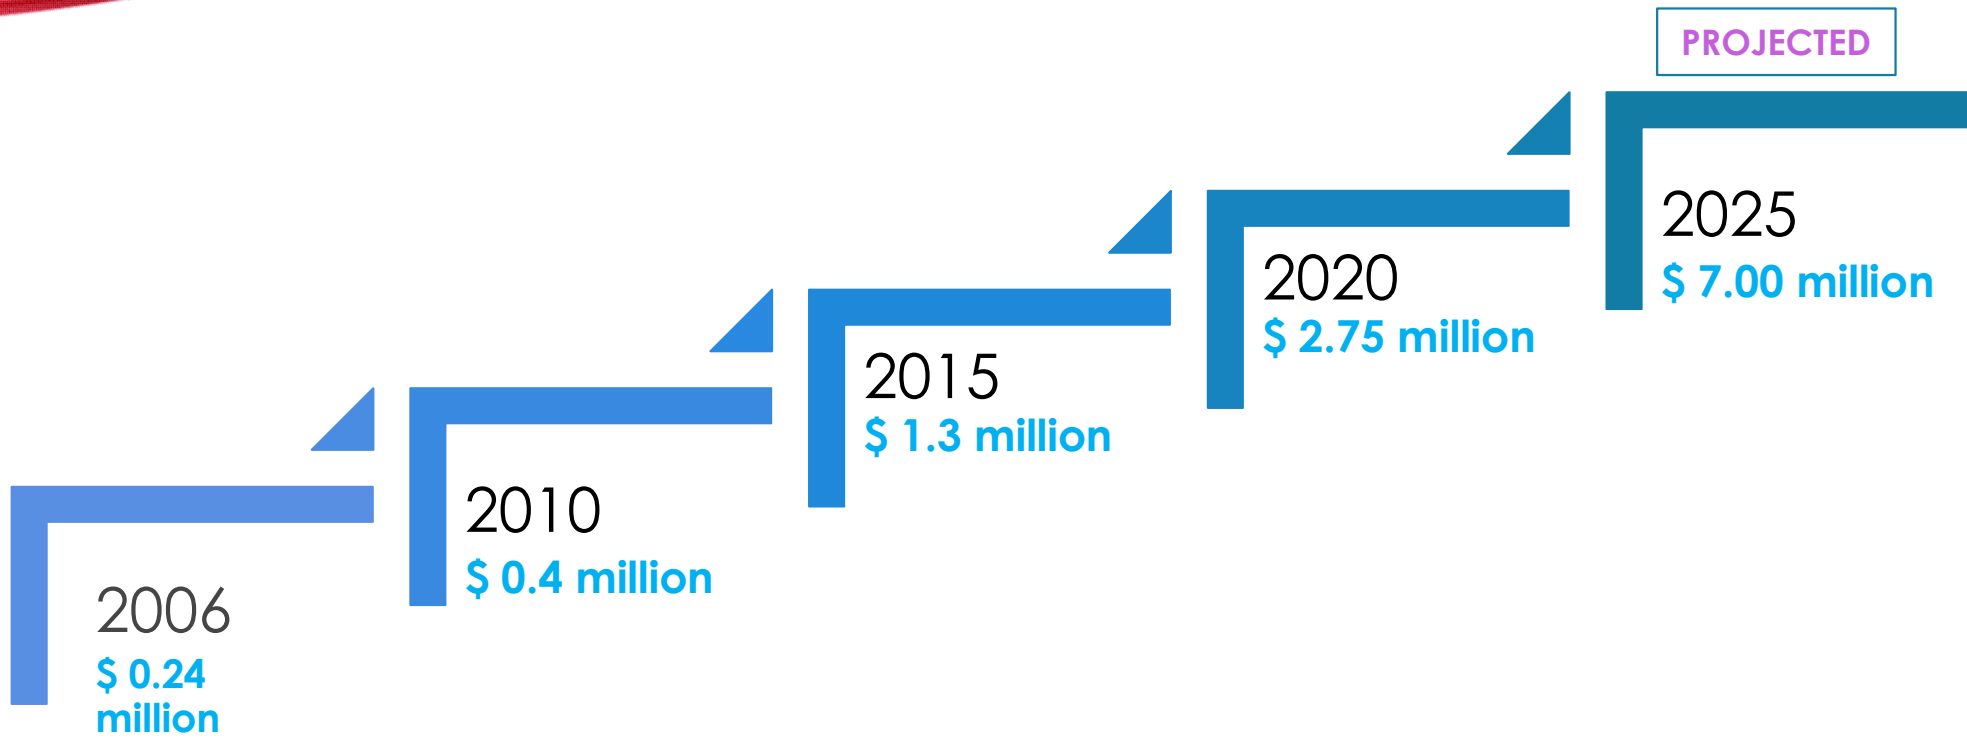 PROJECTED
2025
$ 7.00 million
2020
$ 2.75 million
2015
$ 1.3 million
2010
$ 0.4 million
2006
$ 0.24
million